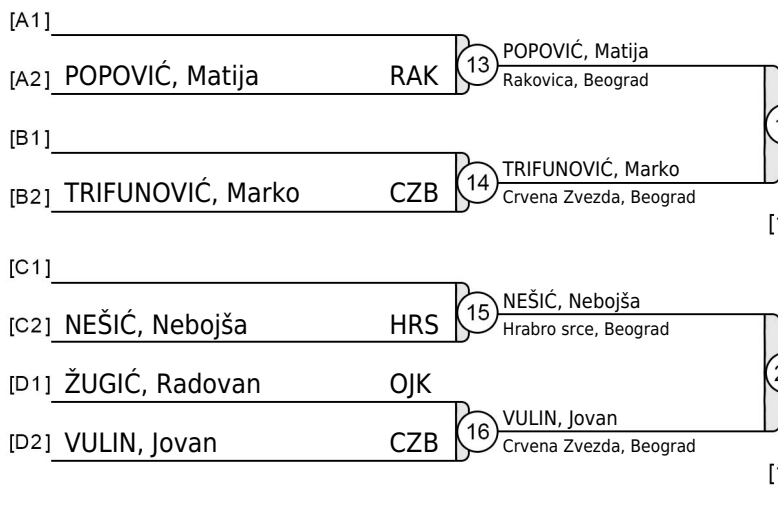 [A1]
[A2] POPOVIĆ, Matija RAK
13
POPOVIĆ, Matija
Rakovica, Beograd
[B1]
[B2] TRIFUNOVIĆ, Marko CZB
14
TRIFUNOVIĆ, Marko
Crvena Zvezda, Beograd
[C1]
[C2] NEŠIĆ, Nebojša HRS
15
NEŠIĆ, Nebojša
Hrabro srce, Beograd
[D1] ŽUGIĆ, Radovan OJK
[D2] VULIN, Jovan CZB
16
VULIN, Jovan
Crvena Zvezda, Beograd